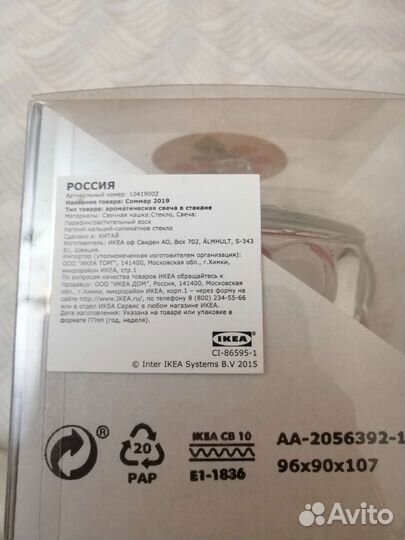 РОССИЯ
Артикульный номер: 10419002
Название товара: Соммар 2019
Тип товара: ароматическая свеча в стакане
Материалы: Свечная чашка:Стекло, Свеча:
Парафин/растительный воск
Натрий-кальций-силикатное стекло
Сделано в: КИТАЙ
Изготовитель: ИКЕА оф Свиден АО, Box 702, ÄLMHULT, S-343
81, Швеция.
Импортер (уполномоченная изготовителем организация):
ООО "ИКЕА ТОРГ", 141400, Московская обл., г.Химки,
микрорайон ИКЕА, стр.1
По вопросам качества товаров ИКЕА обращайтесь к
продавцу: ООО "ИКЕА ДОМ", Россия, 141400, Московская
обл., г.Химки, микрорайон ИКЕА, корп.1 - через форму на
сайте http://www.IKEA.ru/, по телефону 8 (800) 234-55-66
или в отделе ИКЕА Сервис в любом магазине ИКЕА.
Дата изготовления: Указана на товаре или упаковке в
формате ГГНН (год, неделя).
IKEA
CI-86595-1
© Inter IKEA Systems B.V 2015
®
20
PAP
IKEA CB 10
E1-1836
AA-2056392-1
96x90x107
Avito